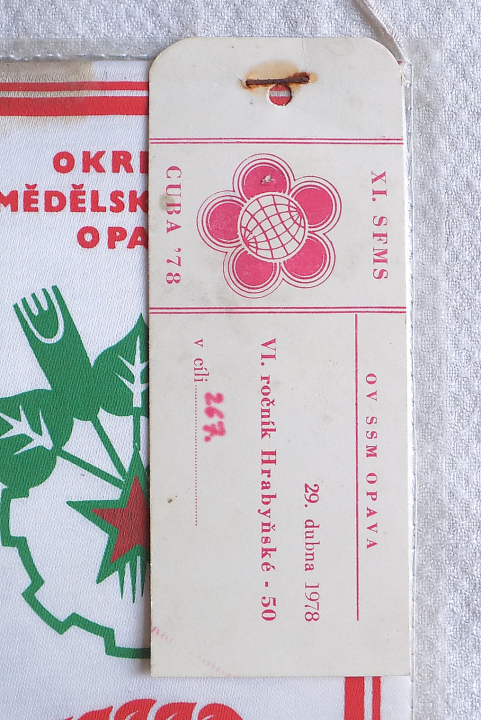 XI. SFMS
CUBA '78
OV SSM OPAVA
29. dubna 1978
VI. ročník Hrabyňské - 50
v cíli 267.
OKRE
MĚDĚLSK
OPA